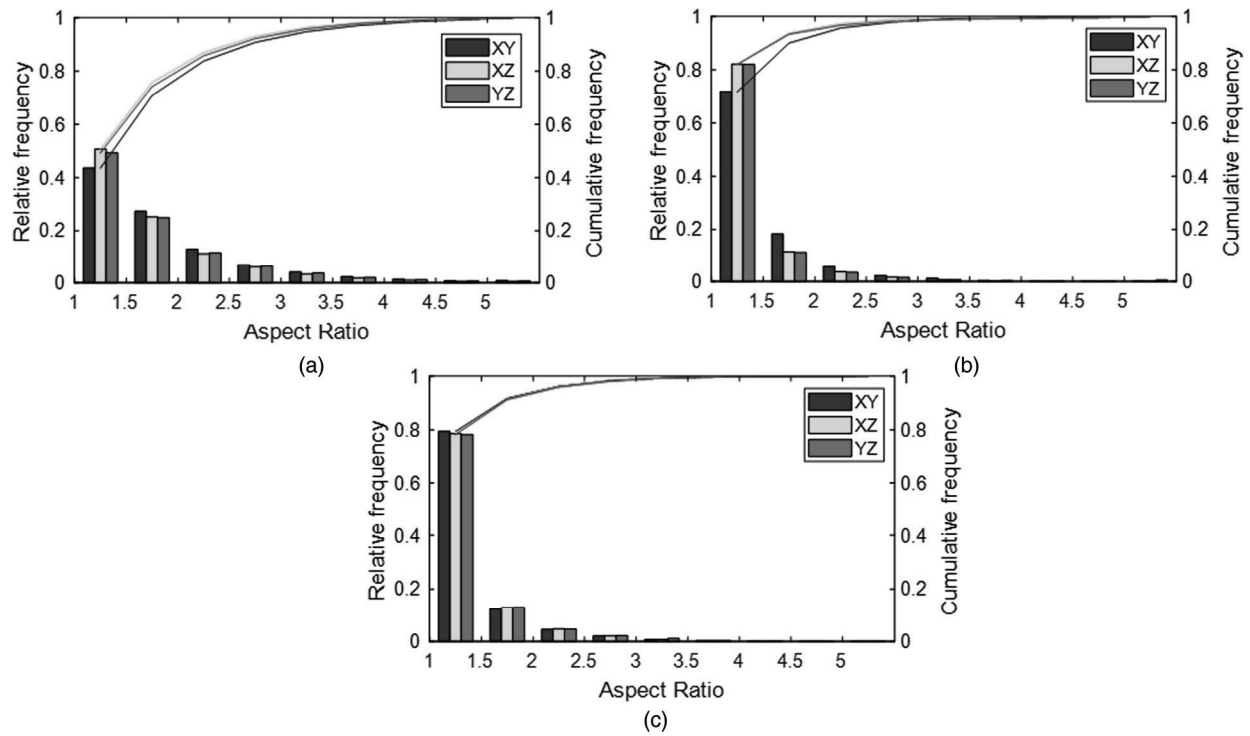 1 1
0.8 0.8
0.6 0.6
0.4 0.4
0.2 0.2
0 0
1 1.5 2 2.5 3 3.5 4 4.5 5
Relative frequency
Cumulative frequency
XY
XZ
YZ
Aspect Ratio
(a)
1 1
0.8 0.8
0.6 0.6
0.4 0.4
0.2 0.2
0 0
1 1.5 2 2.5 3 3.5 4 4.5 5
Relative frequency
Cumulative frequency
XY
XZ
YZ
Aspect Ratio
(b)
1 1
0.8 0.8
0.6 0.6
0.4 0.4
0.2 0.2
0 0
1 1.5 2 2.5 3 3.5 4 4.5 5
Relative frequency
Cumulative frequency
XY
XZ
YZ
Aspect Ratio
(c)